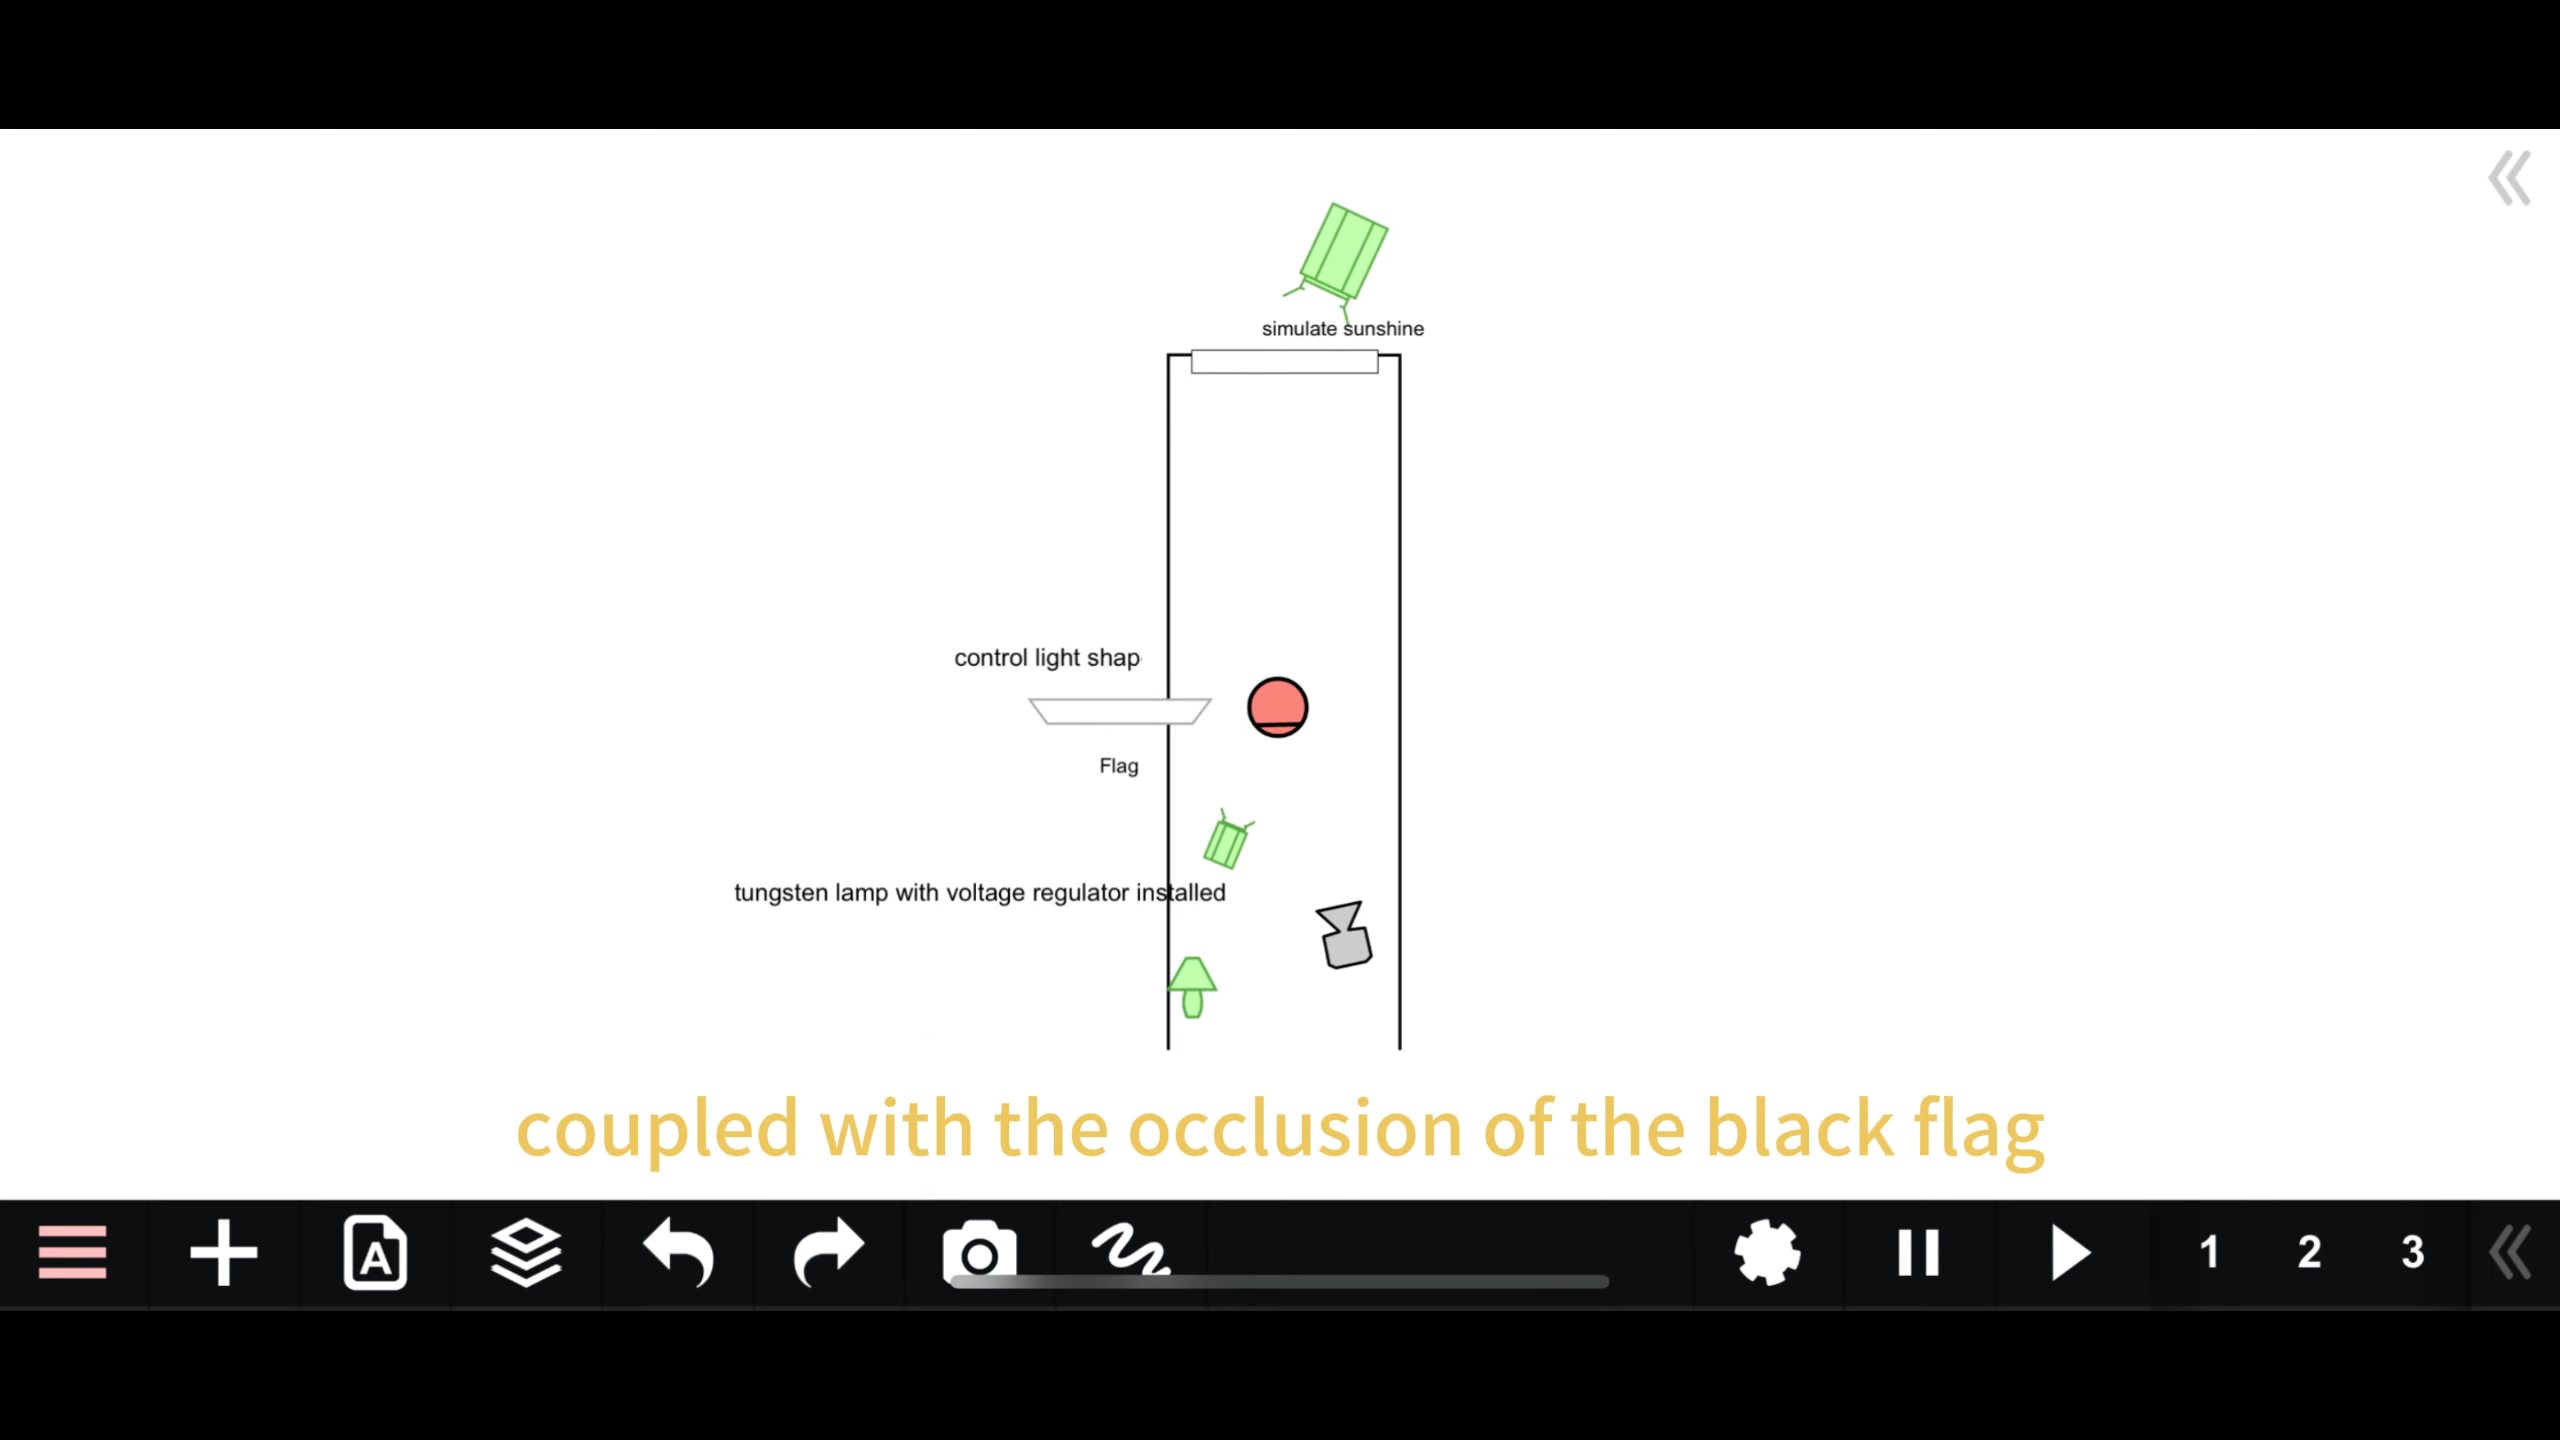 simulate sunshine
control light shap
Flag
tungsten lamp with voltage regulator installed
coupled with the occlusion of the black flag
A
1 2 3